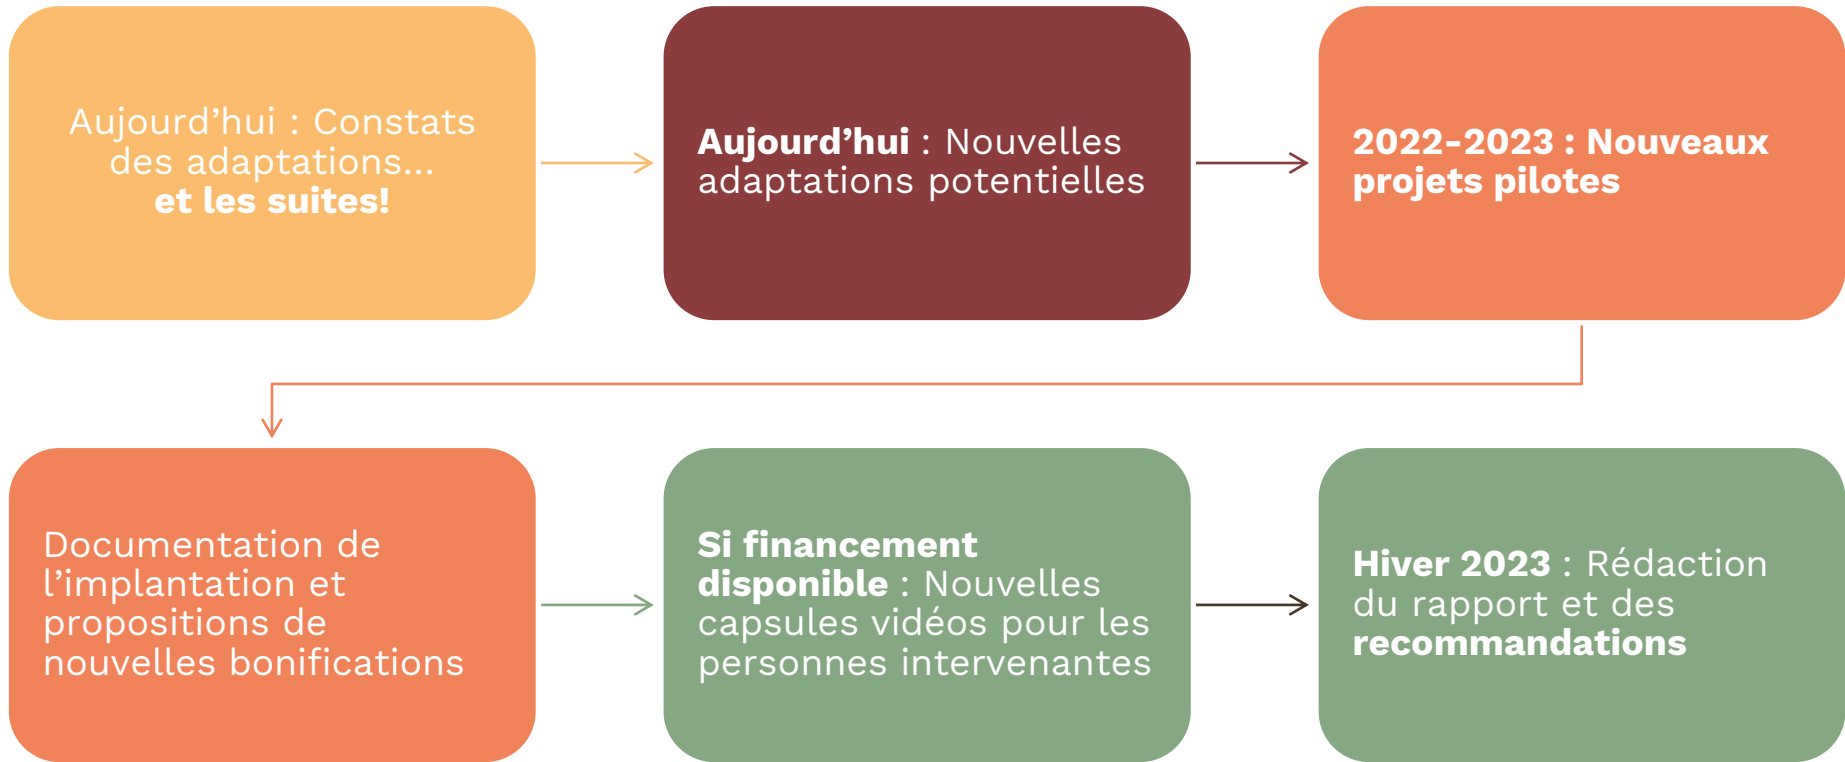 Aujourd’hui : Constats
des adaptations…
et les suites!
Aujourd’hui : Nouvelles
adaptations potentielles
2022-2023 : Nouveaux
projets pilotes
Documentation de
l’implantation et
propositions de
nouvelles bonifications
Si financement
disponible : Nouvelles
capsules vidéos pour les
personnes intervenantes
Hiver 2023 : Rédaction
du rapport et des
recommandations